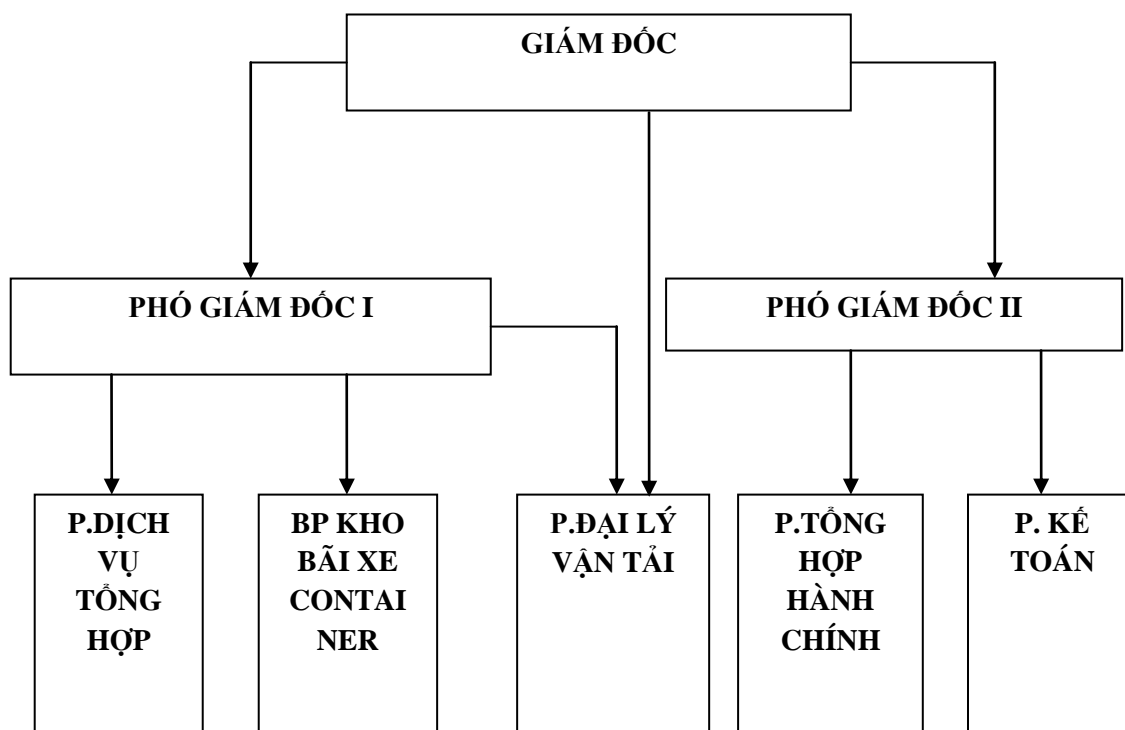 GIÁM ĐỐC
PHÓ GIÁM ĐỐC I
PHÓ GIÁM ĐỐC II
P.DỊCH
VỤ
TỔNG
HỢP
BP KHO
BÃI XE
CONTAI
NER
P.ĐẠI LÝ
VẬN TẢI
P.TỔNG
HỢP
HÀNH
CHÍNH
P. KẾ
TOÁN